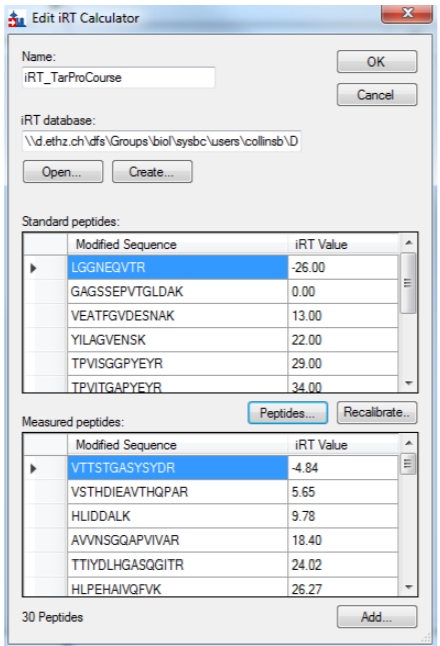 Edit iRT Calculator
Name:
iRT_TarProCourse
OK
Cancel
iRT database:
\\d.ethz.ch\dfs\Groups\biol\sysbc\users\collinsb\D
Open...
Create...
Standard peptides:
Modified Sequence iRT Value
LGGNEQVTR -26.00
GAGSSEPVTGLDAK 0.00
VEATFGVDESNAK 13.00
YILAGVENSK 22.00
TPVISGGPYEYR 29.00
TPVITGAPYEYR 34.00
Peptides...
Recalibrate..
Measured peptides:
Modified Sequence iRT Value
VTTSTGASYSYDR -4.84
VSTHDIEAVTHQPAR 5.65
HLIDDALK 9.78
AVVNSGQAPVIVAR 18.40
TTIYDLHGASQGITR 24.02
HLPEHAIVQFVK 26.27
30 Peptides
Add...